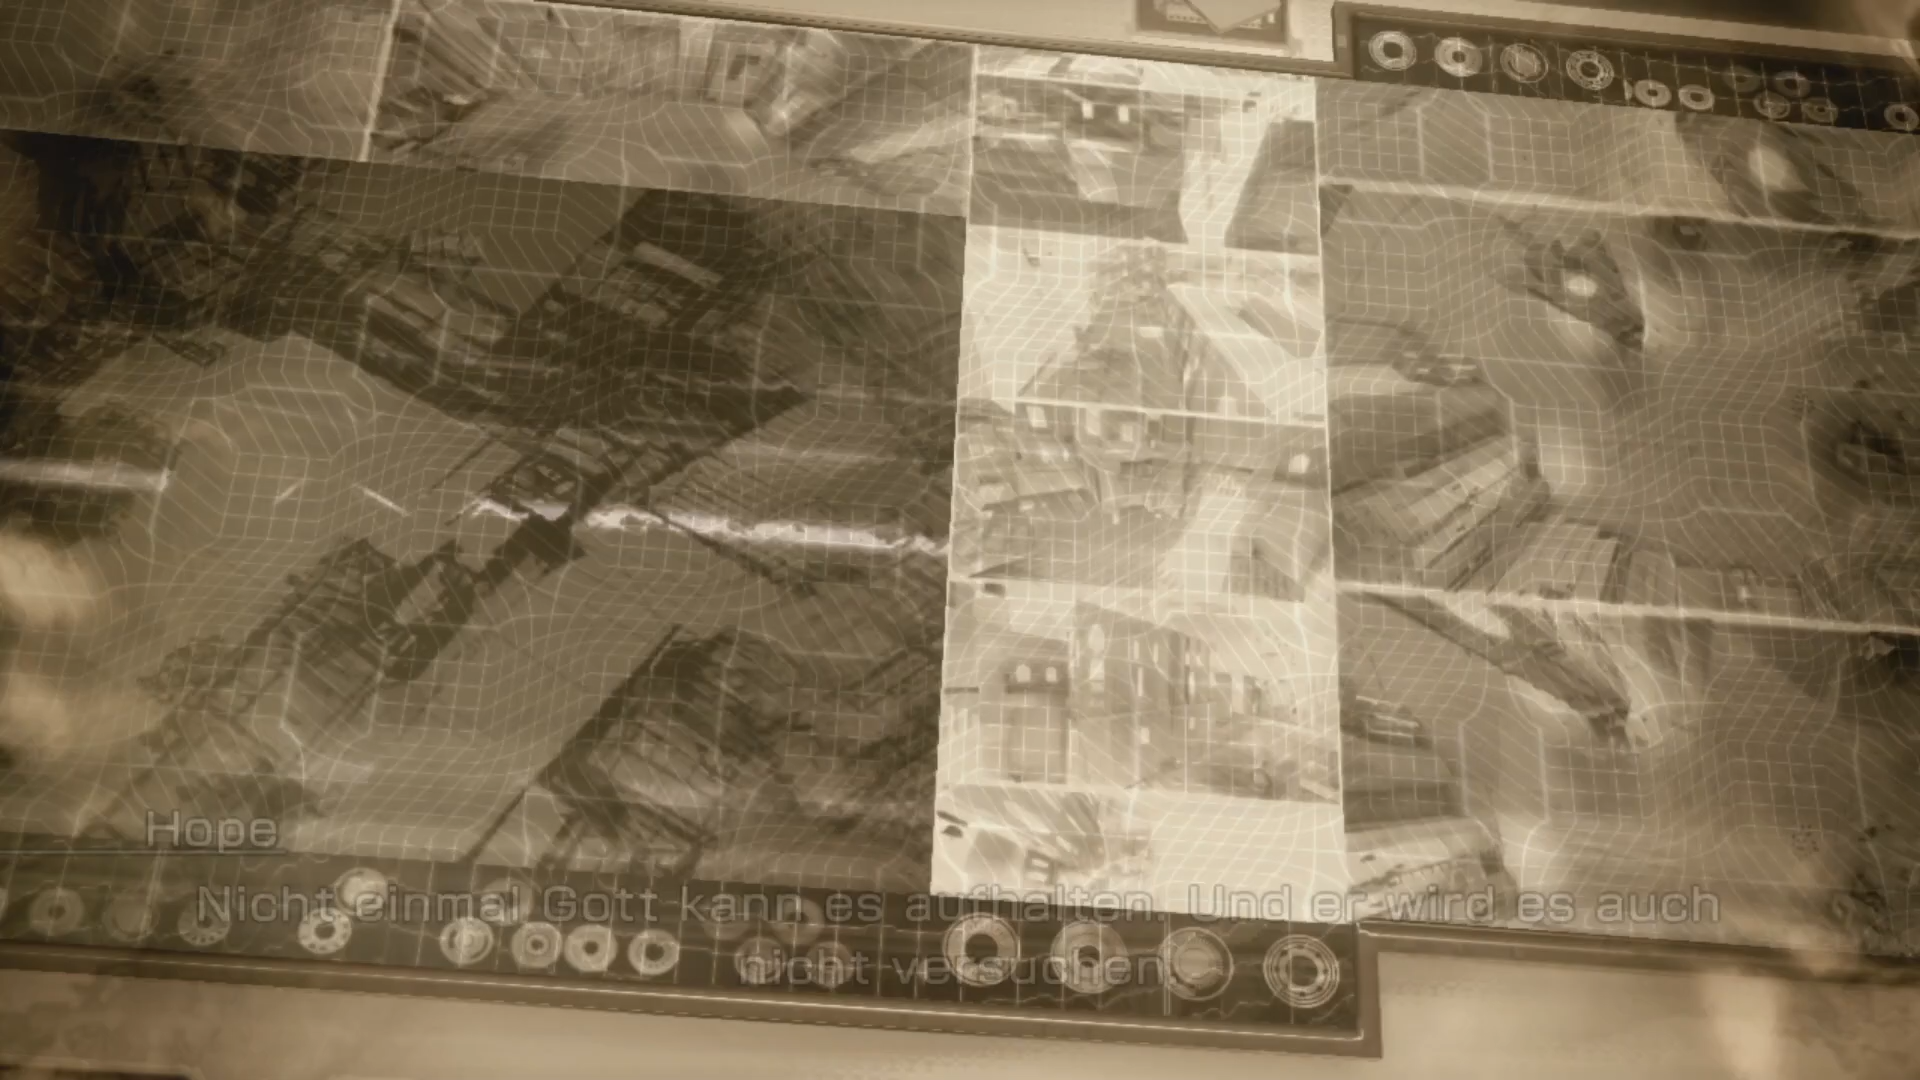 Hope
Nicht einmal Gott kann es aufhalten. Und er wird es auch
nicht versuchen.